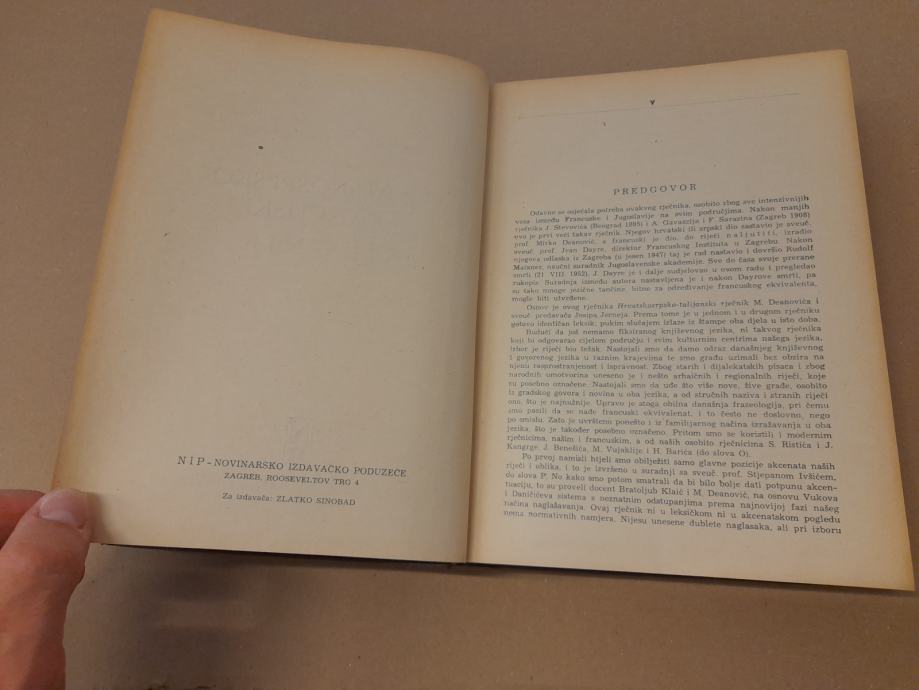 NIP - NOVINARSKO IZDAVAČKO PODUZEĆE
ZAGREB, ROOSEVELTOV TRG 4
Za izdavača: ZLATKO SINOBAD
V
PREDGOVOR
Odavno se osjećala potreba ovakvog rječnika, osobito zbog sve intenzivnijih
veza između Francuske i Jugoslavije na svim područjima. Nakon manjih
rječnika J. Stevovića (Beograd 1895) i A. Gavazzija i F. Sarazina (Zagreb 1908)
ovo je prvi veći takav rječnik. Njegov hrvatski ili srpski dio sastavio je sveuč.
prof. Mirko Deanović, a francuski je dio, do riječi naljutiti, izradio
prof. Jean Dayre, direktor Francuskog Instituta u Zagrebu. Nakon
njegova odlaska iz Zagreba (u jesen 1947) taj je rad nastavio i dovršio Rudolf
Maixner, naučni suradnik Jugoslavenske akademije. Sve do časa svoje prerane
smrti (21. VIII. 1952), J. Dayre je i dalje sudjelovao u ovom radu i pregledao
rukopis. Suradnja između autora nastavljena je i nakon Dayrove smrti, pa
su tako mnoge jezične tančine, bitne za određivanje francuskog ekvivalenta,
mogle biti utvrđene.
Osnov je ovog rječnika Hrvatskosrpsko-talijanski rječnik M. Deanovića i
sveuč. predavača Josipa Jerneja. Prema tome je u jednom i u drugom rječniku
gotovo identičan leksik; pukim slučajem izlaze iz štampe oba djela u isto doba.
Budući da još nemamo fiksiranog književnog jezika, ni takvog rječnika
koji bi odgovarao cijelom području i svim kulturnim centrima našega jezika,
izbor je riječi bio težak. Nastojali smo da damo odraz današnjeg književnog
i govorenog jezika u raznim krajevima te smo građu uzimali bez obzira na
njenu rasprostranjenost i ispravnost. Zbog starih i dijalekatskih pisaca i zbog
narodnih umotvorina uneseno je i nešto arhaičnih i regionalnih riječi, koje
su posebno označene. Nastojali smo da uđe što više nove, žive građe, osobito
iz gradskog govora i novina u oba jezika, a od stručnih naziva i stranih riječi
ono, što je najnužnije. Upravo je stoga obilna današnja frazeologija, pri čemu
smo pazili da se nađe francuski ekvivalenat, i to često ne doslovno, nego
po smislu. Zato je uvršteno ponešto i iz familijarnog načina izražavanja u oba
jezika, što je također posebno označeno. Pritom smo se koristili i modernim
rječnicima, našim i francuskim, a od naših osobito rječnicima S. Ristića i J.
Kangrge, J. Benešića, M. Vujaklije i H. Barića (do slova O).
Po prvoj namisli htjeli smo obilježiti samo glavne pozicije akcenata naših
riječi i oblika, i to je izvršeno u suradnji sa sveuč. prof. Stjepanom Ivšićem,
do slova P. No kako smo potom smatrali da bi bilo bolje dati potpunu akcen-
tuaciju, to su proveli docent Bratoljub Klaić i M. Deanović, na osnovu Vukova
i Daničićeva sistema s neznatnim odstupanjima prema najnovijoj fazi našeg
načina naglašavanja. Ovaj rječnik ni u leksičkom ni u akcenatskom pogledu
nema normativnih namjera. Nijesu unesene dublete naglasaka, ali pri izboru